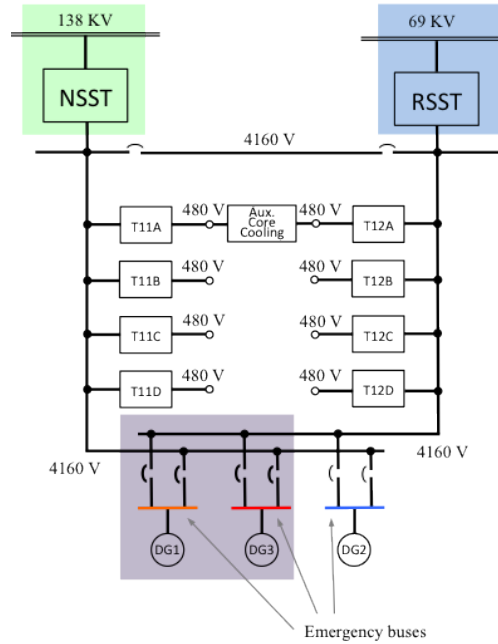 138 KV
69 KV
NSST
RSST
4160 V
480 V
Aux.
Core
Cooling
480 V
T11A
T12A
480 V
480 V
T11B
T12B
480 V
480 V
T11C
T12C
480 V
480 V
T11D
T12D
4160 V
4160 V
DG1
DG3
DG2
Emergency buses